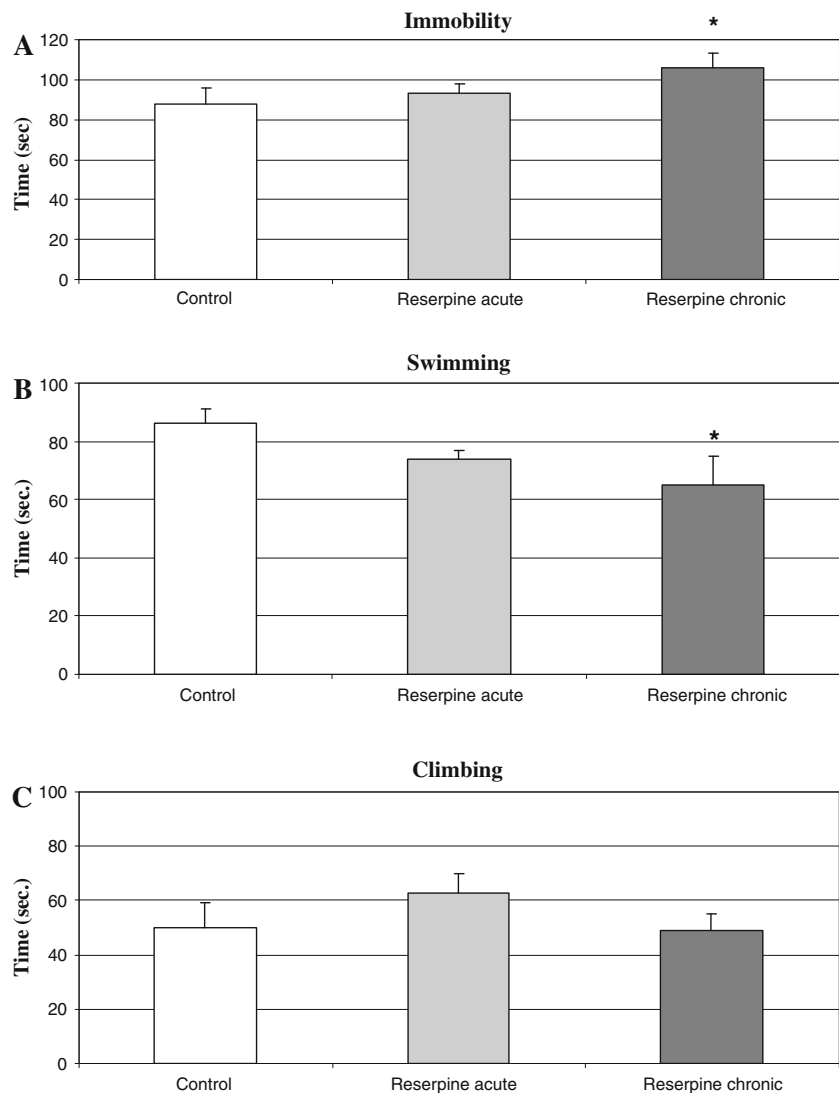 A
Immobility
*
Time (sec)
120
100
80
60
40
20
0
Control
Reserpine acute
Reserpine chronic
B
Swimming
*
Time (sec.)
100
80
60
40
20
0
Control
Reserpine acute
Reserpine chronic
C
Climbing
Time (sec.)
100
80
60
40
20
0
Control
Reserpine acute
Reserpine chronic